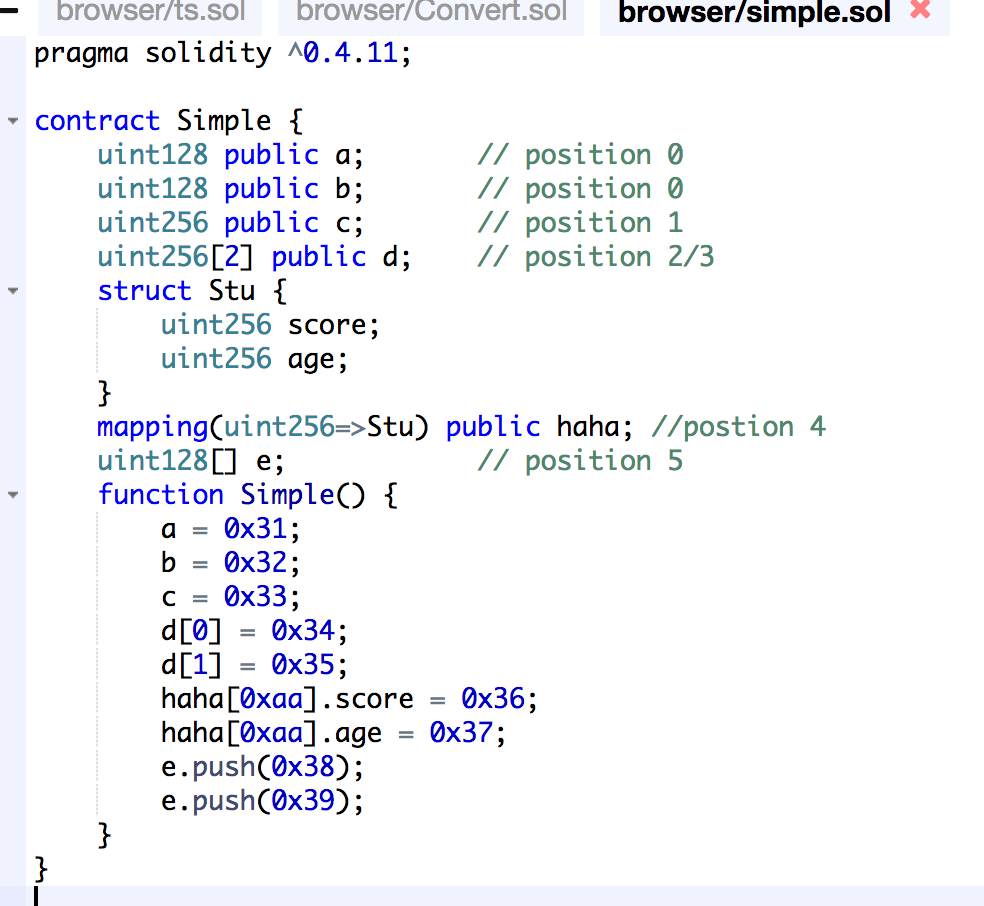 browser/ts.sol browser/Convert.sol browser/simple.sol
pragma solidity ^0.4.11;
contract Simple {
    uint128 public a;       // position 0
    uint128 public b;       // position 0
    uint256 public c;       // position 1
    uint256[2] public d;    // position 2/3
    struct Stu {
        uint256 score;
        uint256 age;
    }
    mapping(uint256=>Stu) public haha; //postion 4
    uint128[] e;            // position 5
    function Simple() {
        a = 0x31;
        b = 0x32;
        c = 0x33;
        d[0] = 0x34;
        d[1] = 0x35;
        haha[0xaa].score = 0x36;
        haha[0xaa].age = 0x37;
        e.push(0x38);
        e.push(0x39);
    }
}